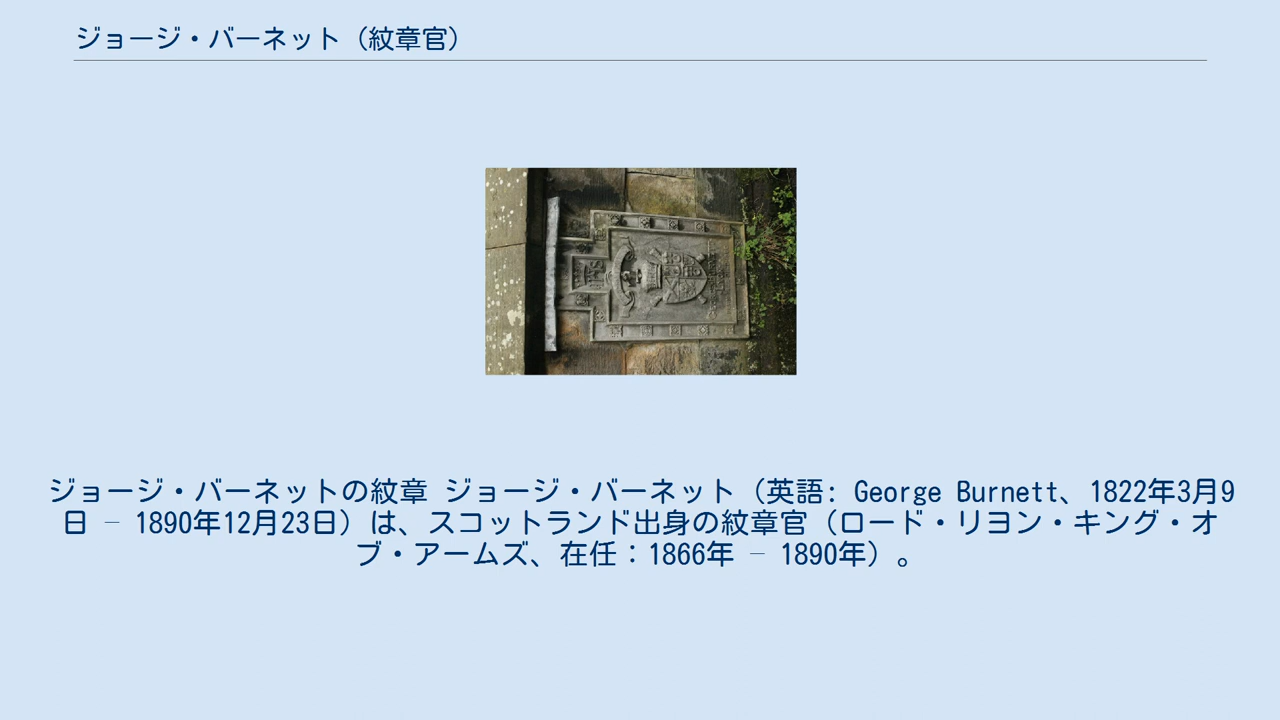 ジョージ・バーネット（紋章官）
ジョージ・バーネットの紋章 ジョージ・バーネット（英語: George Burnett、1822年3月9
日 – 1890年12月23日）は、スコットランド出身の紋章官（ロード・リヨン・キング・オ
ブ・アームズ、在任：1866年 – 1890年）。